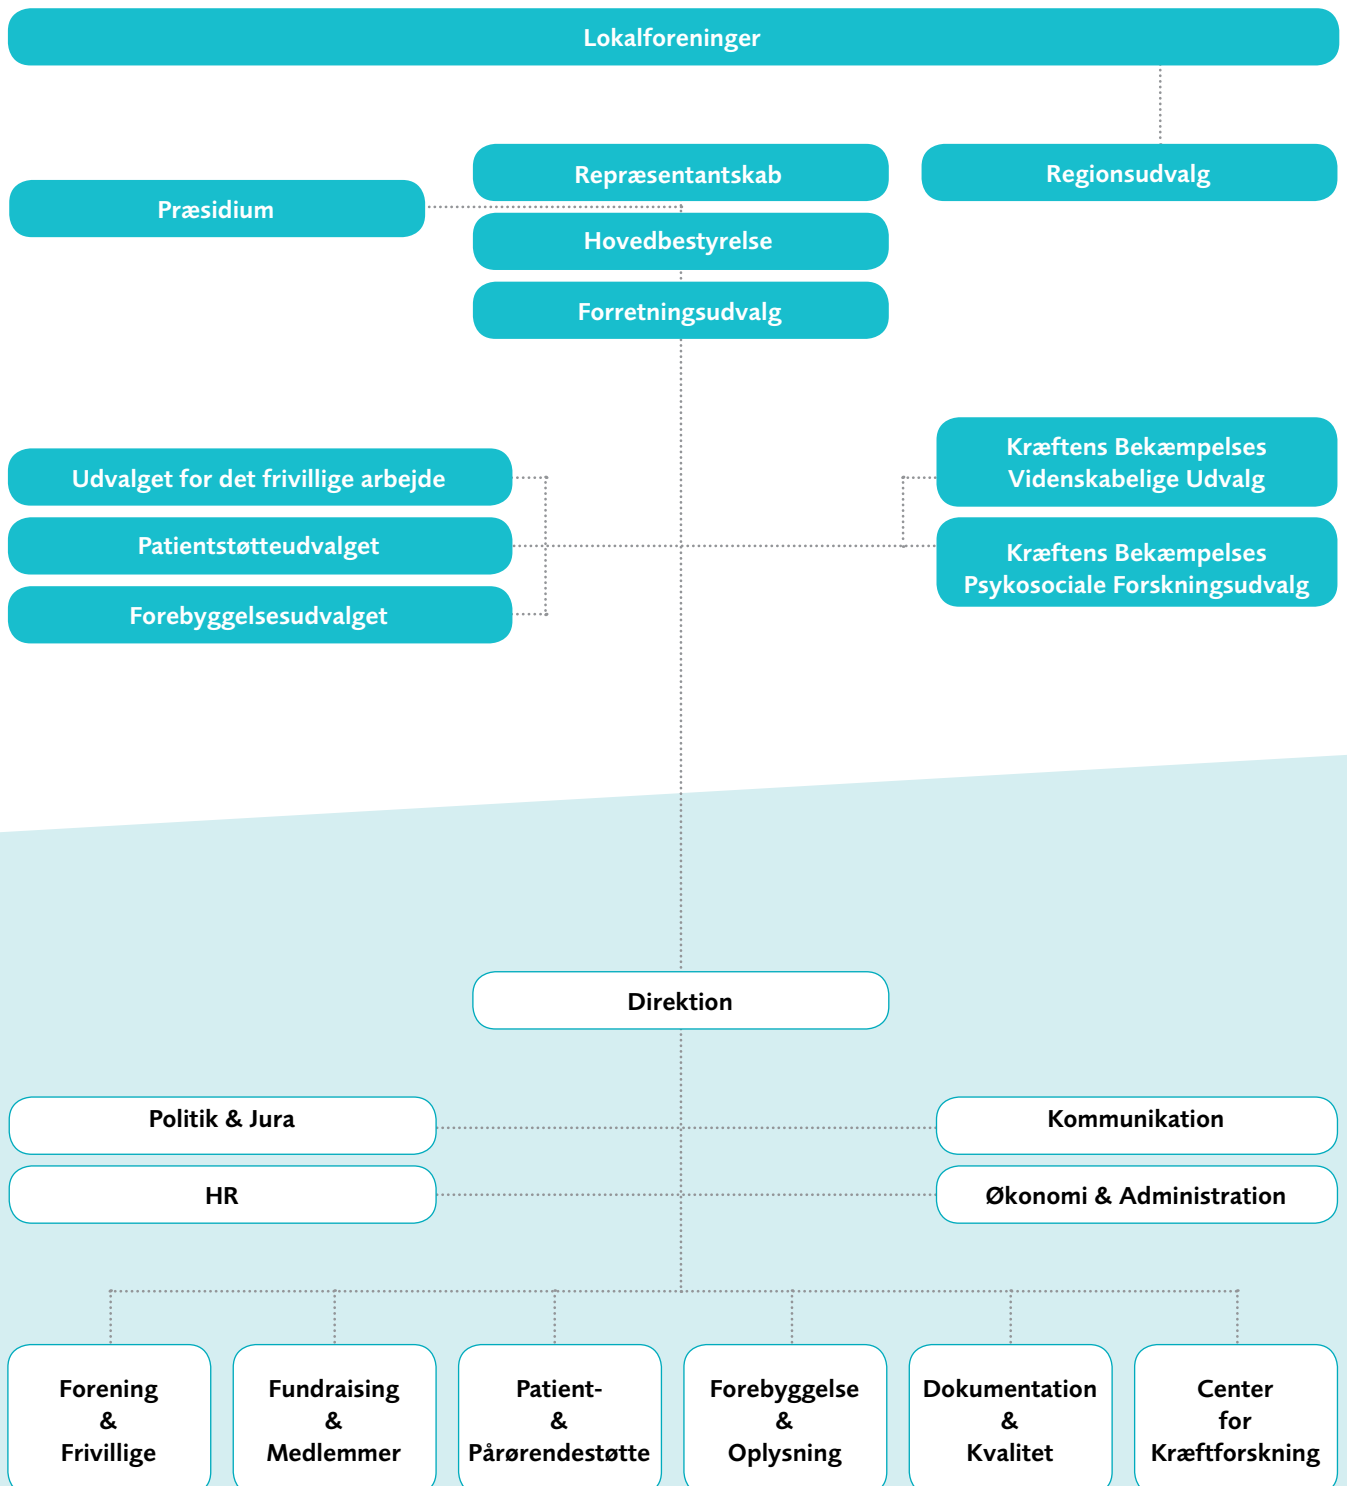 Lokalforeninger
Repræsentantskab
Regionsudvalg
Præsidium
Hovedbestyrelse
Forretningsudvalg
Udvalget for det frivillige arbejde
Patientstøtteudvalget
Forebyggelsesudvalget
Kræftens Bekæmpelses
Videnskabelige Udvalg
Kræftens Bekæmpelses
Psykosociale Forskningsudvalg
Direktion
Politik & Jura
Kommunikation
HR
Økonomi & Administration
Forening
&
Frivillige
Fundraising
&
Medlemmer
Patient-
&
Pårørendestøtte
Forebyggelse
&
Oplysning
Dokumentation
&
Kvalitet
Center
for
Kræftforskning